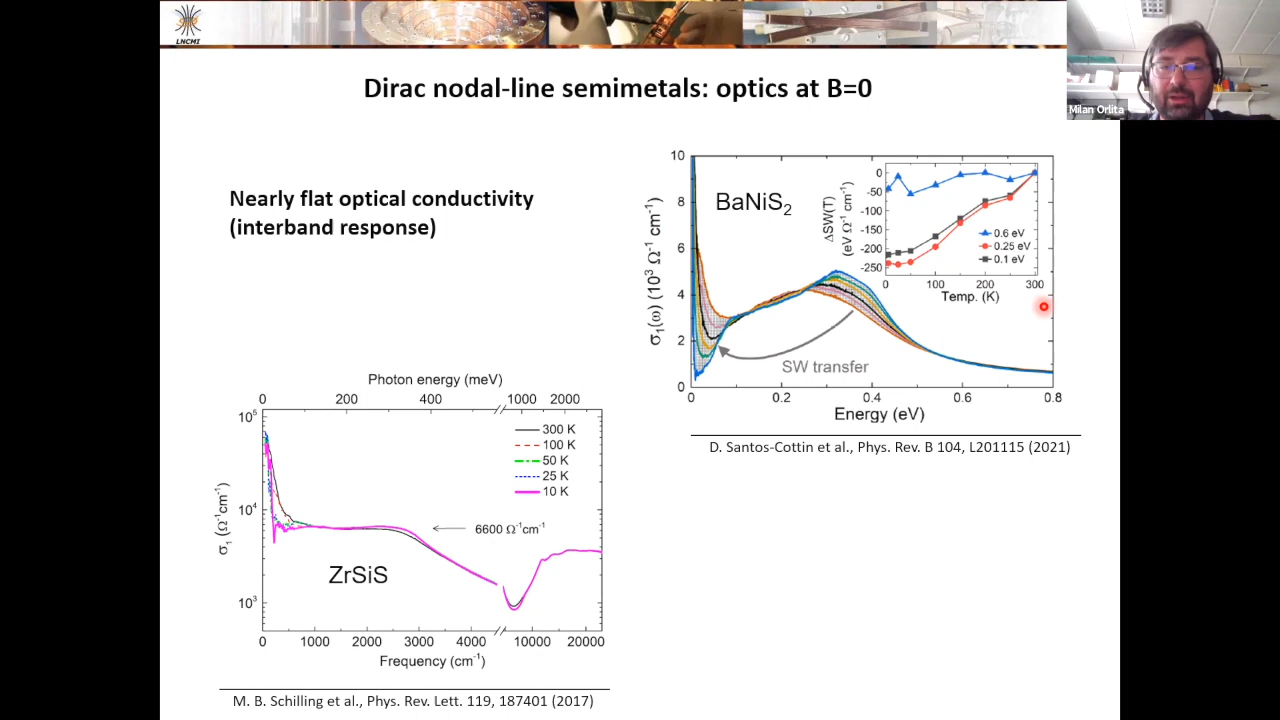 LNCMI
Milan Orlita
Dirac nodal-line semimetals: optics at B=0
Nearly flat optical conductivity
(interband response)
10
8
6
4
2
0
σ₁(ω) (10³ Ω⁻¹ cm⁻¹)
BaNiS₂
0
-50
-100
-150
-200
-250
ΔSW(T)
(eV Ω⁻¹ cm⁻¹)
0.6 eV
0.25 eV
0.1 eV
0 100 200 300
Temp. (K)
SW transfer
0 0.2 0.4 0.6 0.8
Energy (eV)
D. Santos-Cottin et al., Phys. Rev. B 104, L201115 (2021)
Photon energy (meV)
0 200 400 1000 2000
10⁵
10⁴
10³
σ₁ (Ω⁻¹cm⁻¹)
300 K
100 K
50 K
25 K
10 K
6600 Ω⁻¹cm⁻¹
ZrSiS
0 1000 2000 3000 4000 10000 20000
Frequency (cm⁻¹)
M. B. Schilling et al., Phys. Rev. Lett. 119, 187401 (2017)